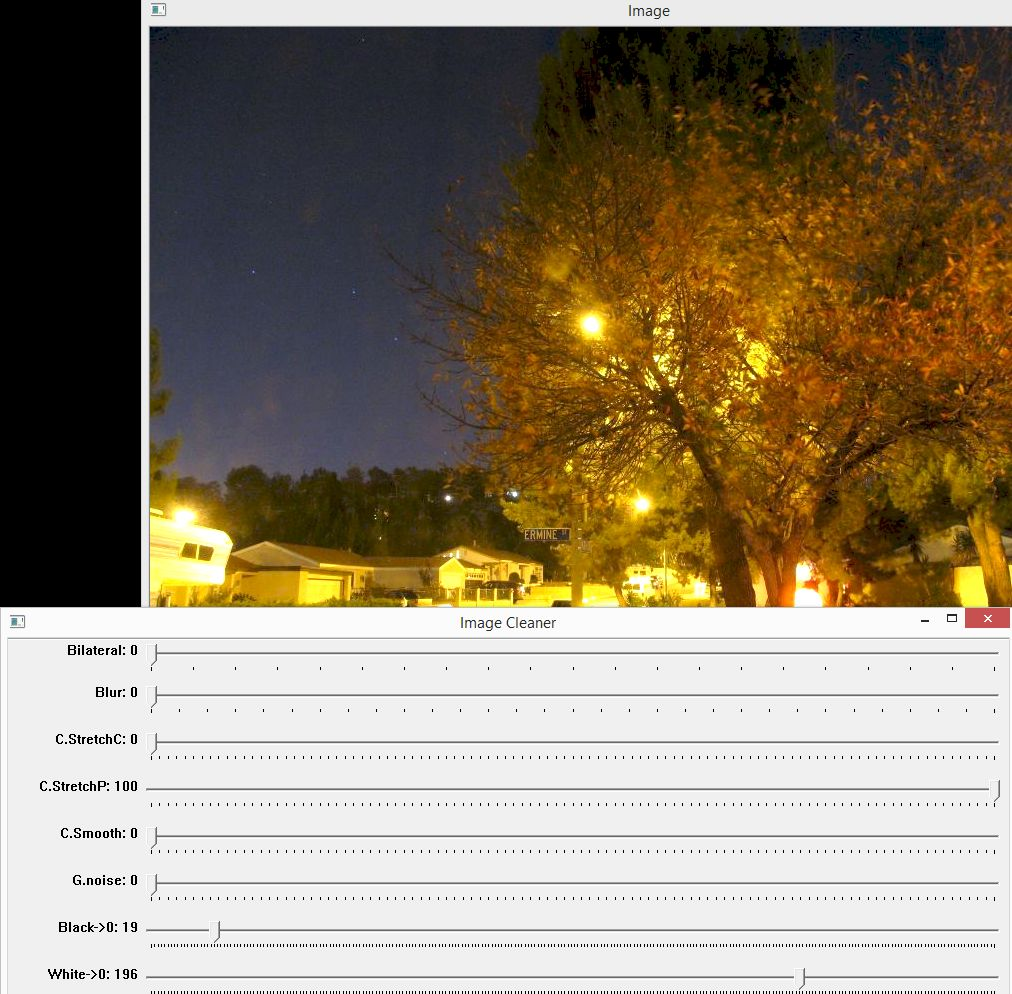 Image
ERMINE ST
Image Cleaner
Bilateral: 0
Blur: 0
C.StretchC: 0
C.StretchP: 100
C.Smooth: 0
G.noise: 0
Black->0: 19
White->0: 196